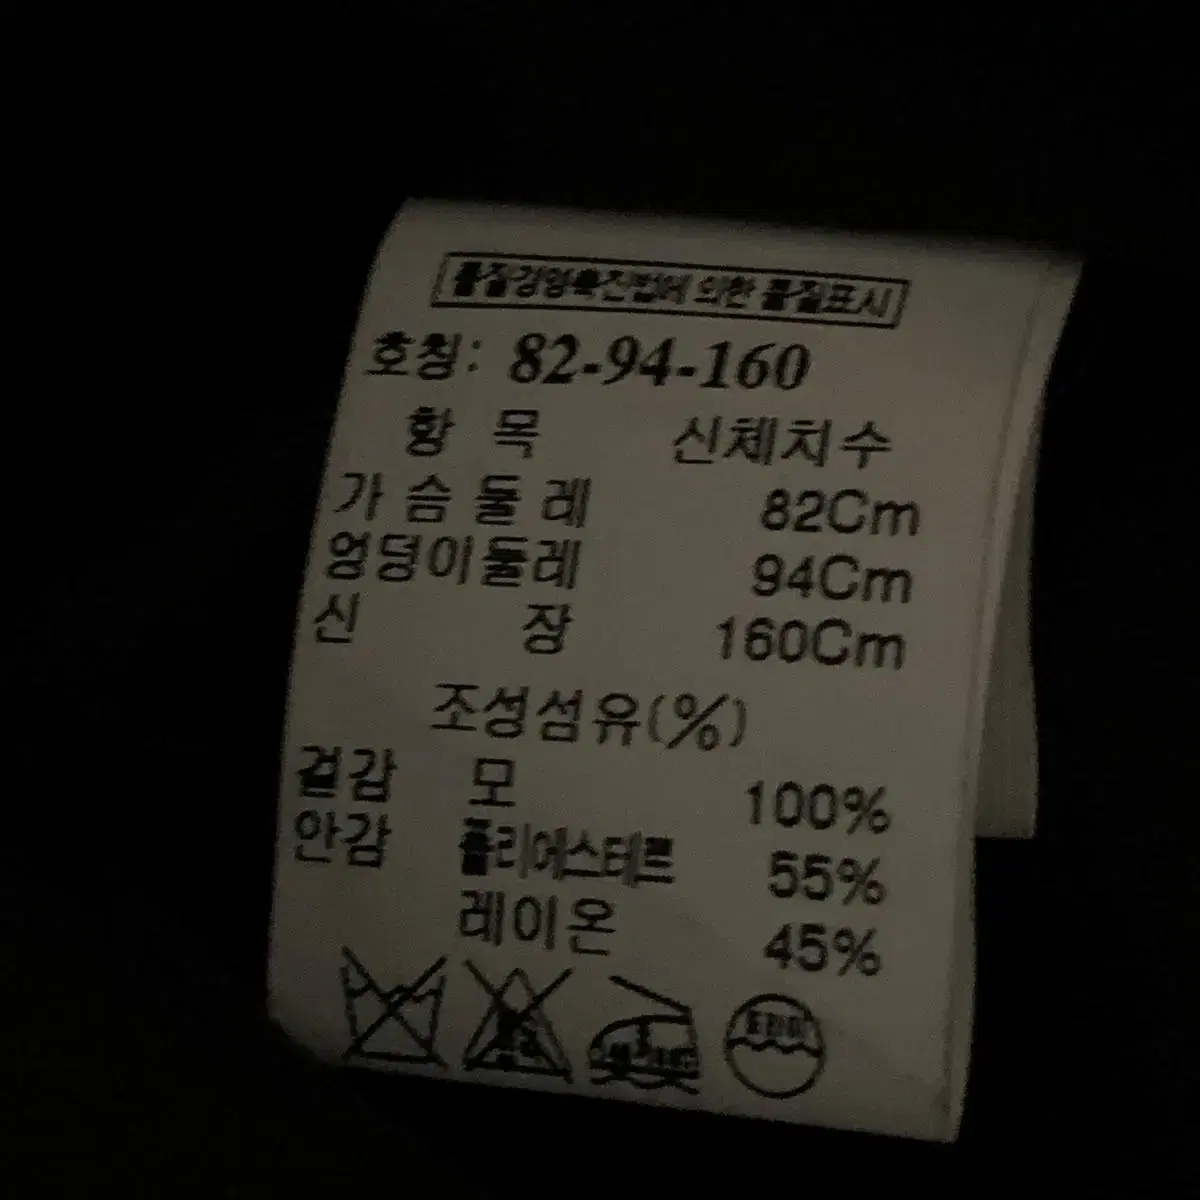 품질경영촉진법에 의한 품질표시
호칭: 82-94-160
항 목 신체치수
가 슴 둘 레 82Cm
엉덩이둘레 94Cm
신 장 160Cm
조성섬유(%)
겉감 모 100%
안감 폴리에스테르 55%
레이온 45%